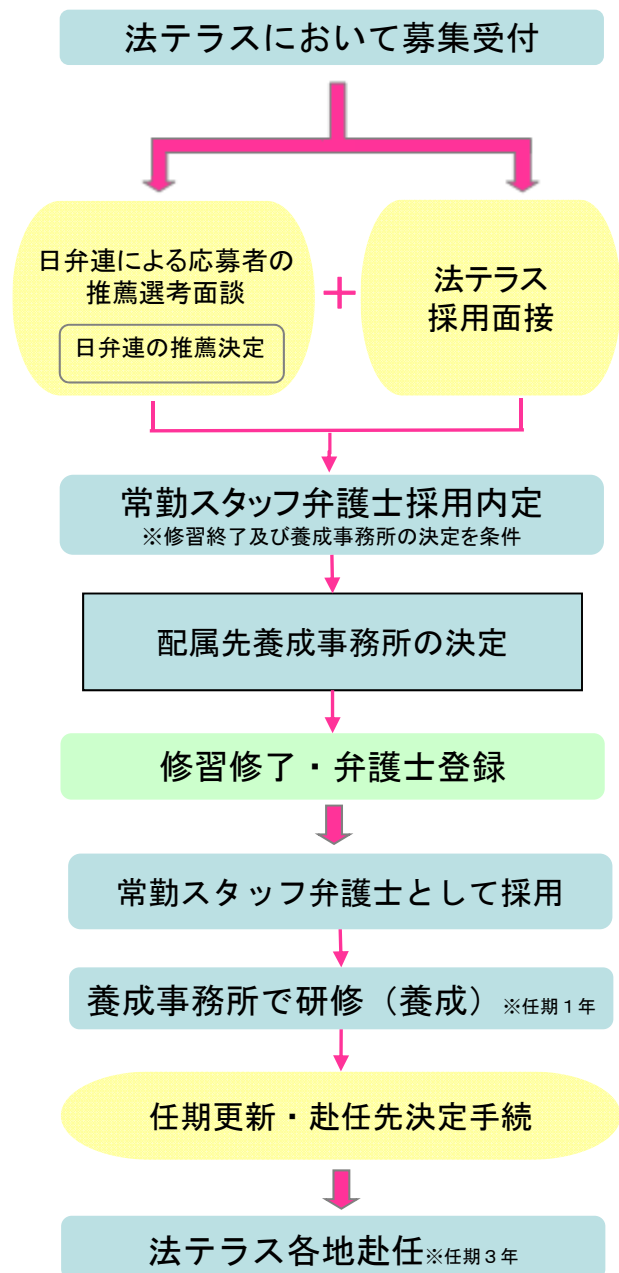 法テラスにおいて募集受付
日弁連による応募者の
推薦選考面談
日弁連の推薦決定
+
法テラス
採用面接
常勤スタッフ弁護士採用内定
※修習終了及び養成事務所の決定を条件
配属先養成事務所の決定
修習修了・弁護士登録
常勤スタッフ弁護士として採用
養成事務所で研修（養成）※任期１年
任期更新・赴任先決定手続
法テラス各地赴任※任期３年